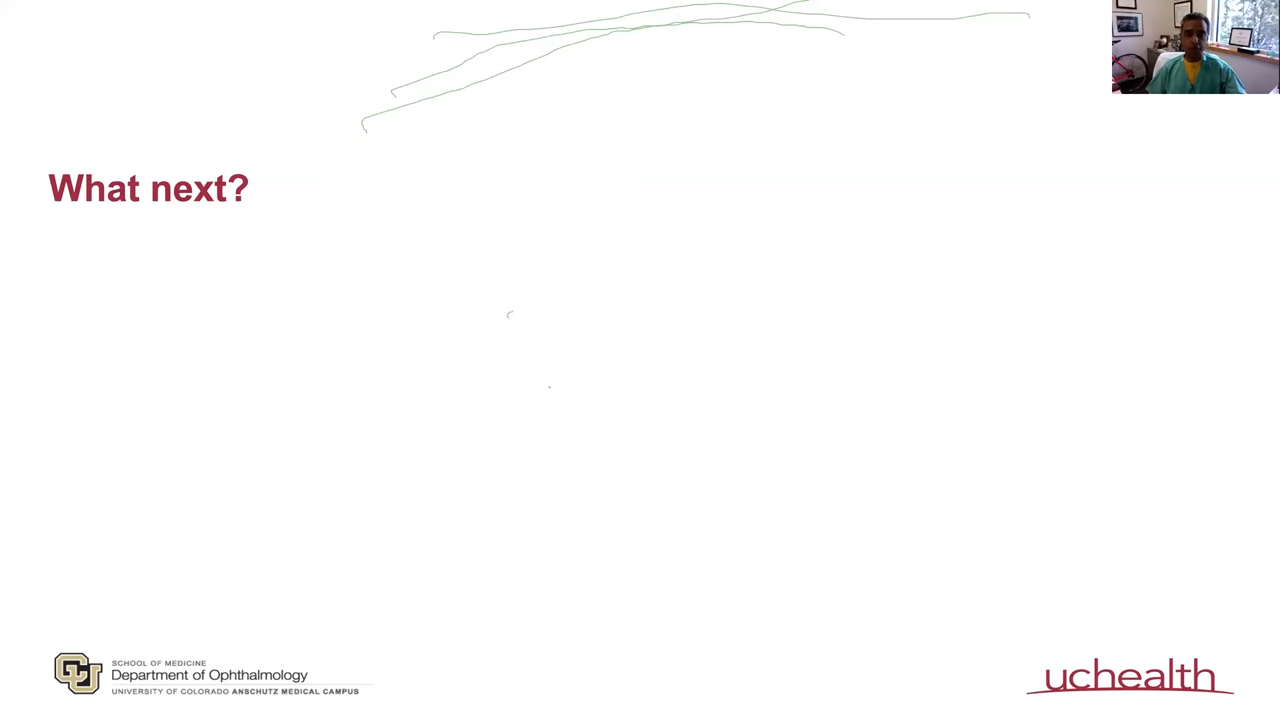 What next?
SCHOOL OF MEDICINE
Department of Ophthalmology
UNIVERSITY OF COLORADO ANSCHUTZ MEDICAL CAMPUS
uchealth